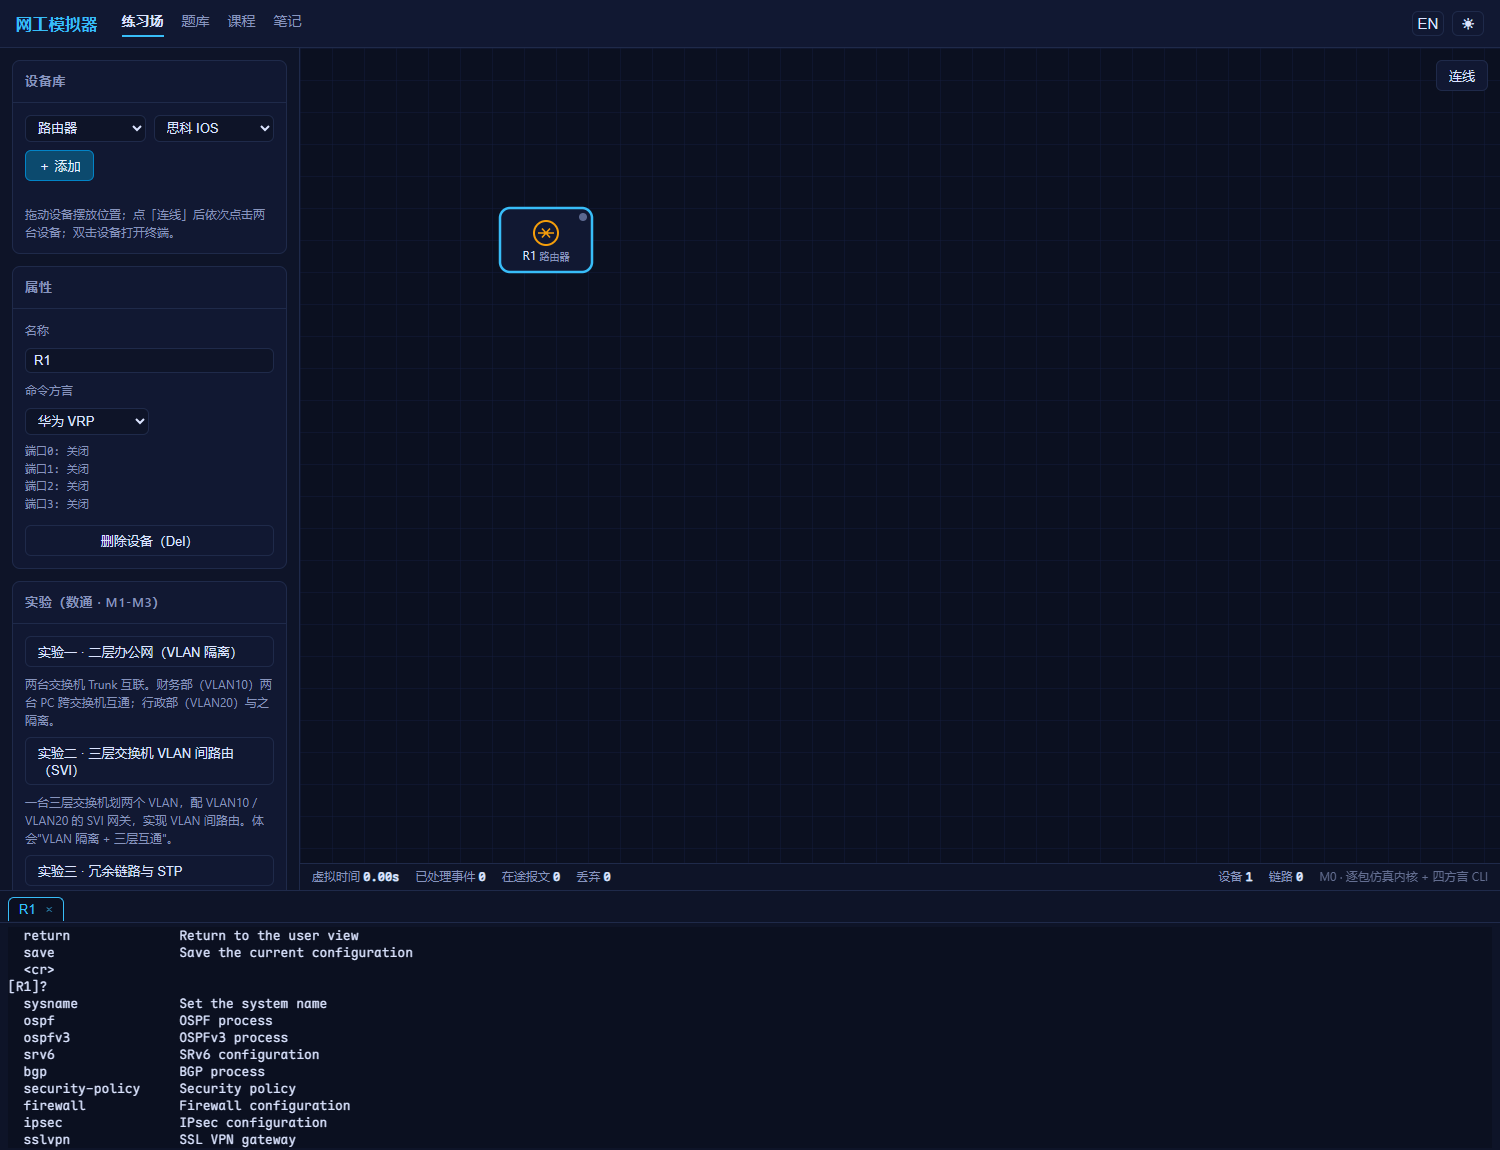 网工模拟器 练习场 题库 课程 笔记 EN
设备库
路由器 思科 IOS
+ 添加
拖动设备摆放位置；点「连线」后依次点击两
台设备；双击设备打开终端。
属性
名称
R1
命令方言
华为 VRP
端口0: 关闭
端口1: 关闭
端口2: 关闭
端口3: 关闭
删除设备（Del）
实验（数通 · M1-M3）
实验一 · 二层办公网（VLAN 隔离）
两台交换机 Trunk 互联。财务部（VLAN10）两
台 PC 跨交换机互通；行政部（VLAN20）与之
隔离。
实验二 · 三层交换机 VLAN 间路由
（SVI）
一台三层交换机划两个 VLAN，配 VLAN10 /
VLAN20 的 SVI 网关，实现 VLAN 间路由。体
会"VLAN 隔离 + 三层互通"。
实验三 · 冗余链路与 STP
连线
R1 路由器
虚拟时间 0.00s 已处理事件 0 在途报文 0 丢弃 0 设备 1 链路 0 M0 · 逐包仿真内核 + 四方言 CLI
R1 ×
return Return to the user view
save Save the current configuration
<cr>
[R1]?
sysname Set the system name
ospf OSPF process
ospfv3 OSPFv3 process
srv6 SRv6 configuration
bgp BGP process
security-policy Security policy
firewall Firewall configuration
ipsec IPsec configuration
sslvpn SSL VPN gateway